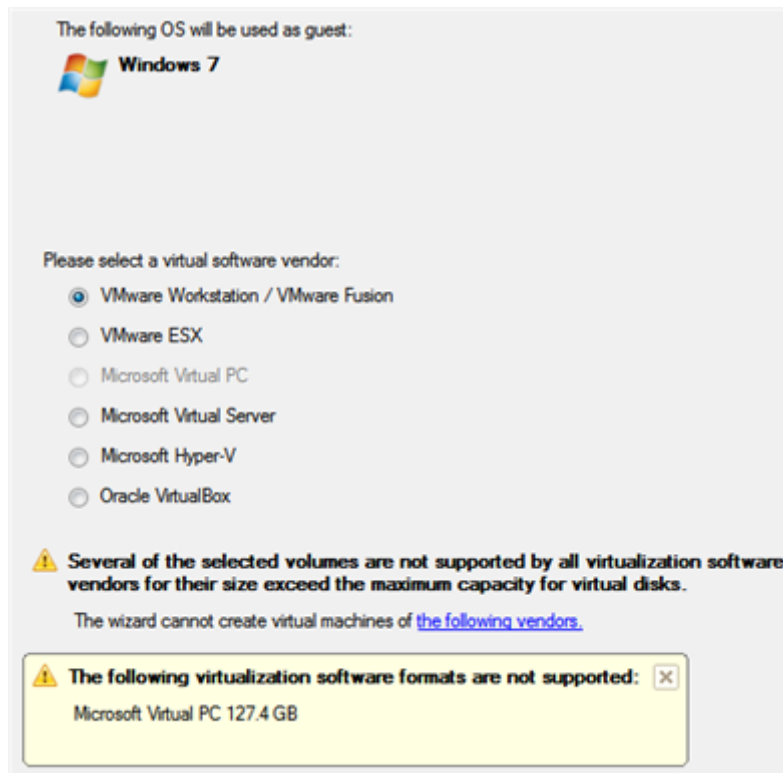 The following OS will be used as guest:
Windows 7
Please select a virtual software vendor:
VMware Workstation / VMware Fusion
VMware ESX
Microsoft Virtual PC
Microsoft Virtual Server
Microsoft Hyper-V
Oracle VirtualBox
Several of the selected volumes are not supported by all virtualization software
vendors for their size exceed the maximum capacity for virtual disks.
The wizard cannot create virtual machines of the following vendors.
The following virtualization software formats are not supported:
Microsoft Virtual PC 127.4 GB